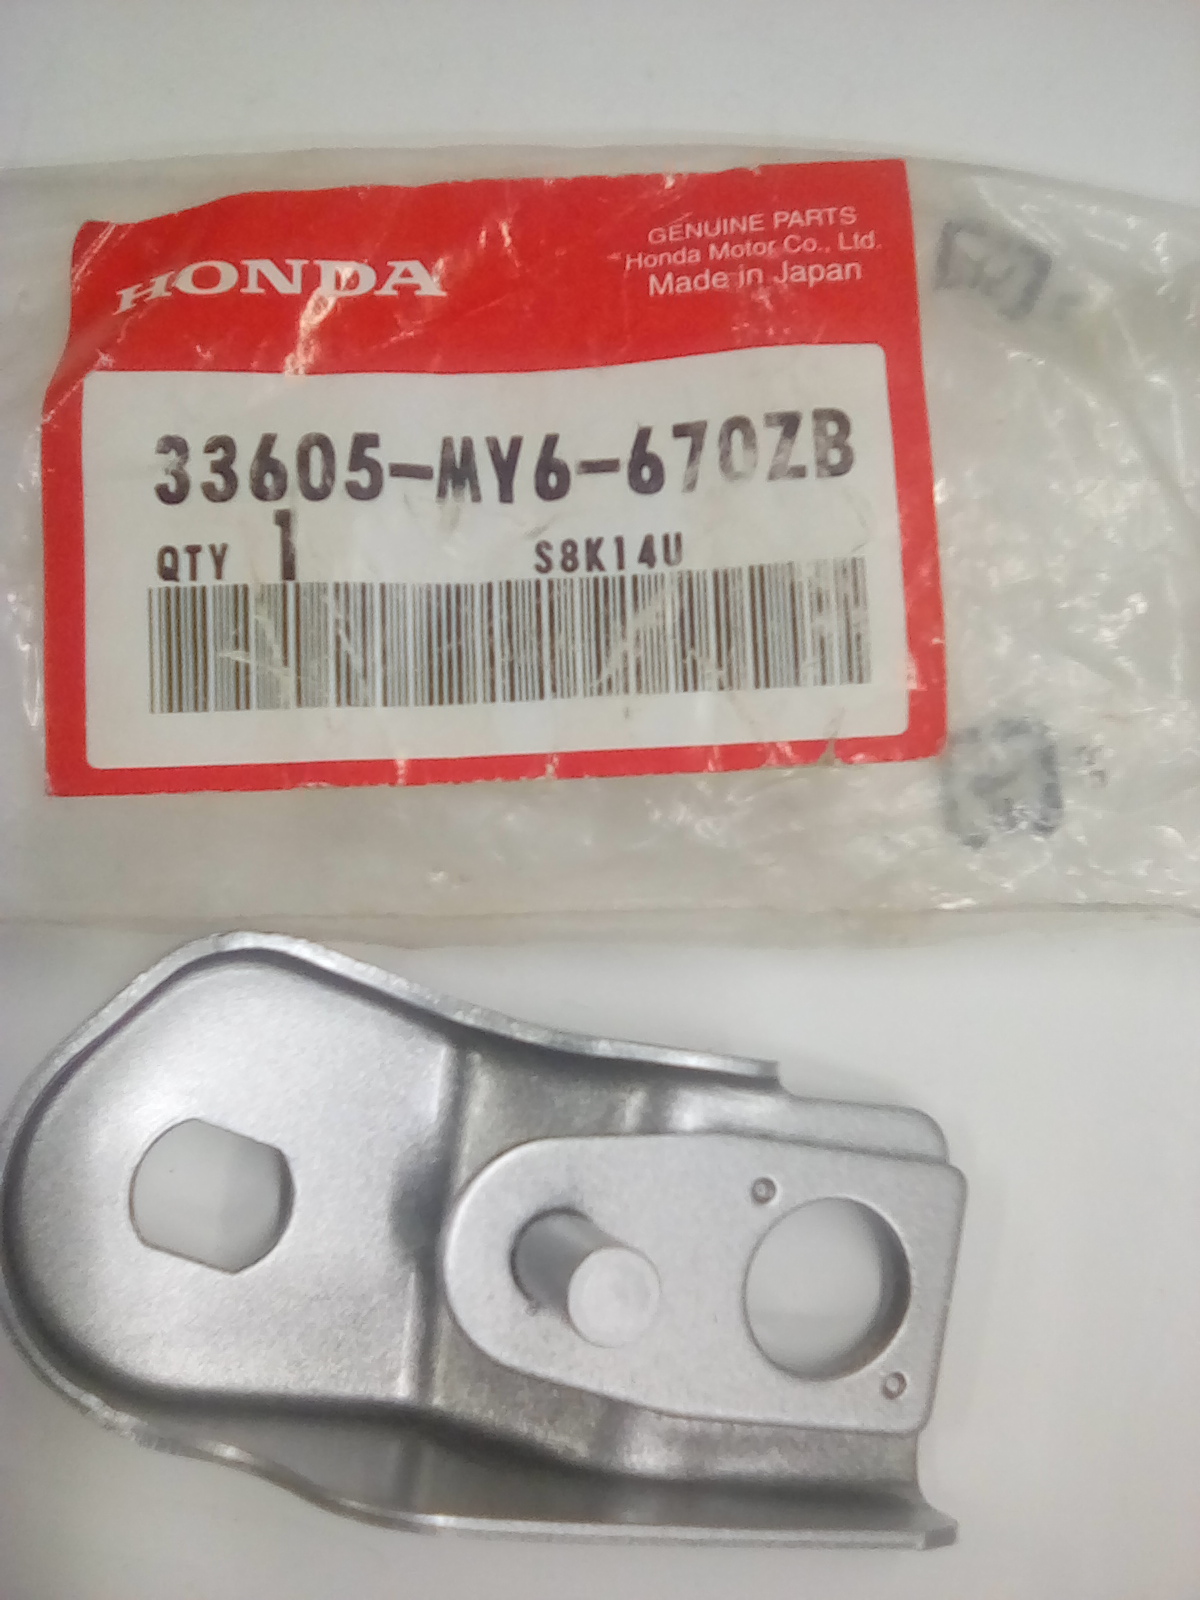 HONDA
GENUINE PARTS
Honda Motor Co., Ltd.
Made in Japan
33605-MY6-670ZB
QTY 1 S8K14U